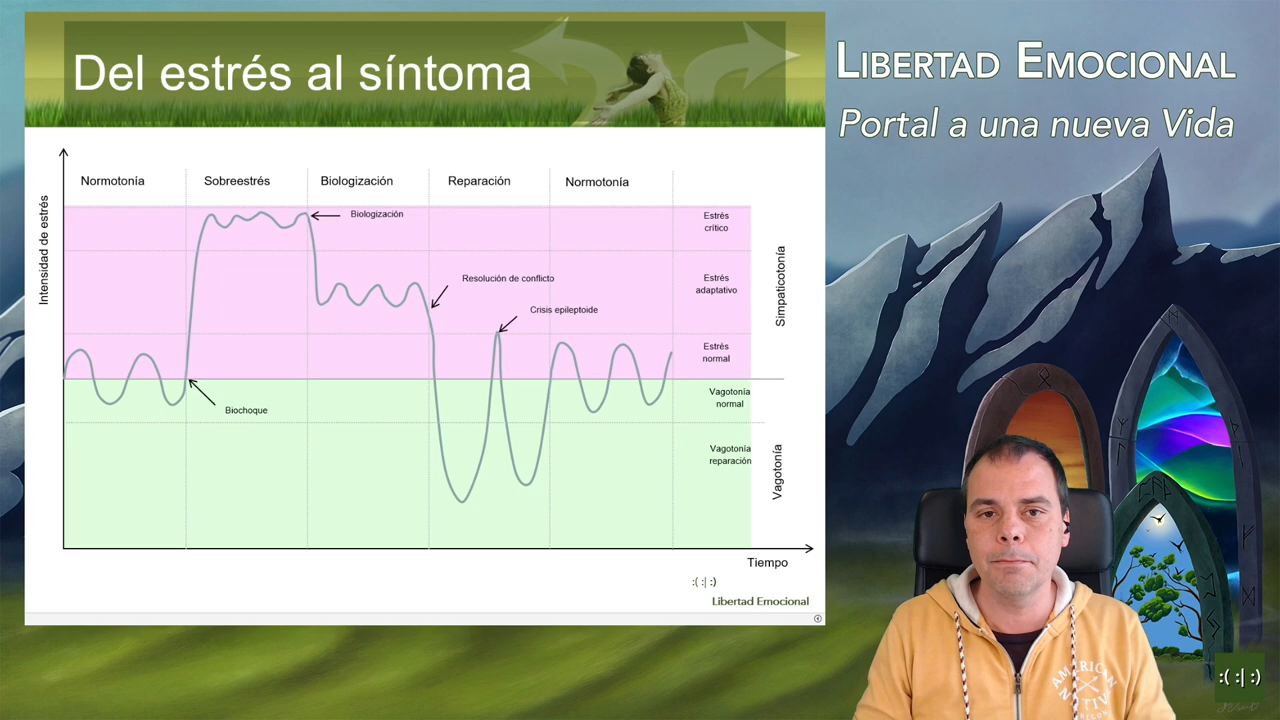 Del estrés al síntoma
LIBERTAD EMOCIONAL
Portal a una nueva Vida
Normotonía
Sobreestrés
Biologización
Reparación
Normotonía
Intensidad de estrés
Biologización
Resolución de conflicto
Crisis epileptoide
Biochoque
Estrés
crítico
Estrés
adaptativo
Estrés
normal
Vagotonía
normal
Vagotonía
reparación
Simpaticotonía
Vagotonía
Tiempo
:( :| :)
Libertad Emocional
AMERICAN
NATIVE
:( :| :)